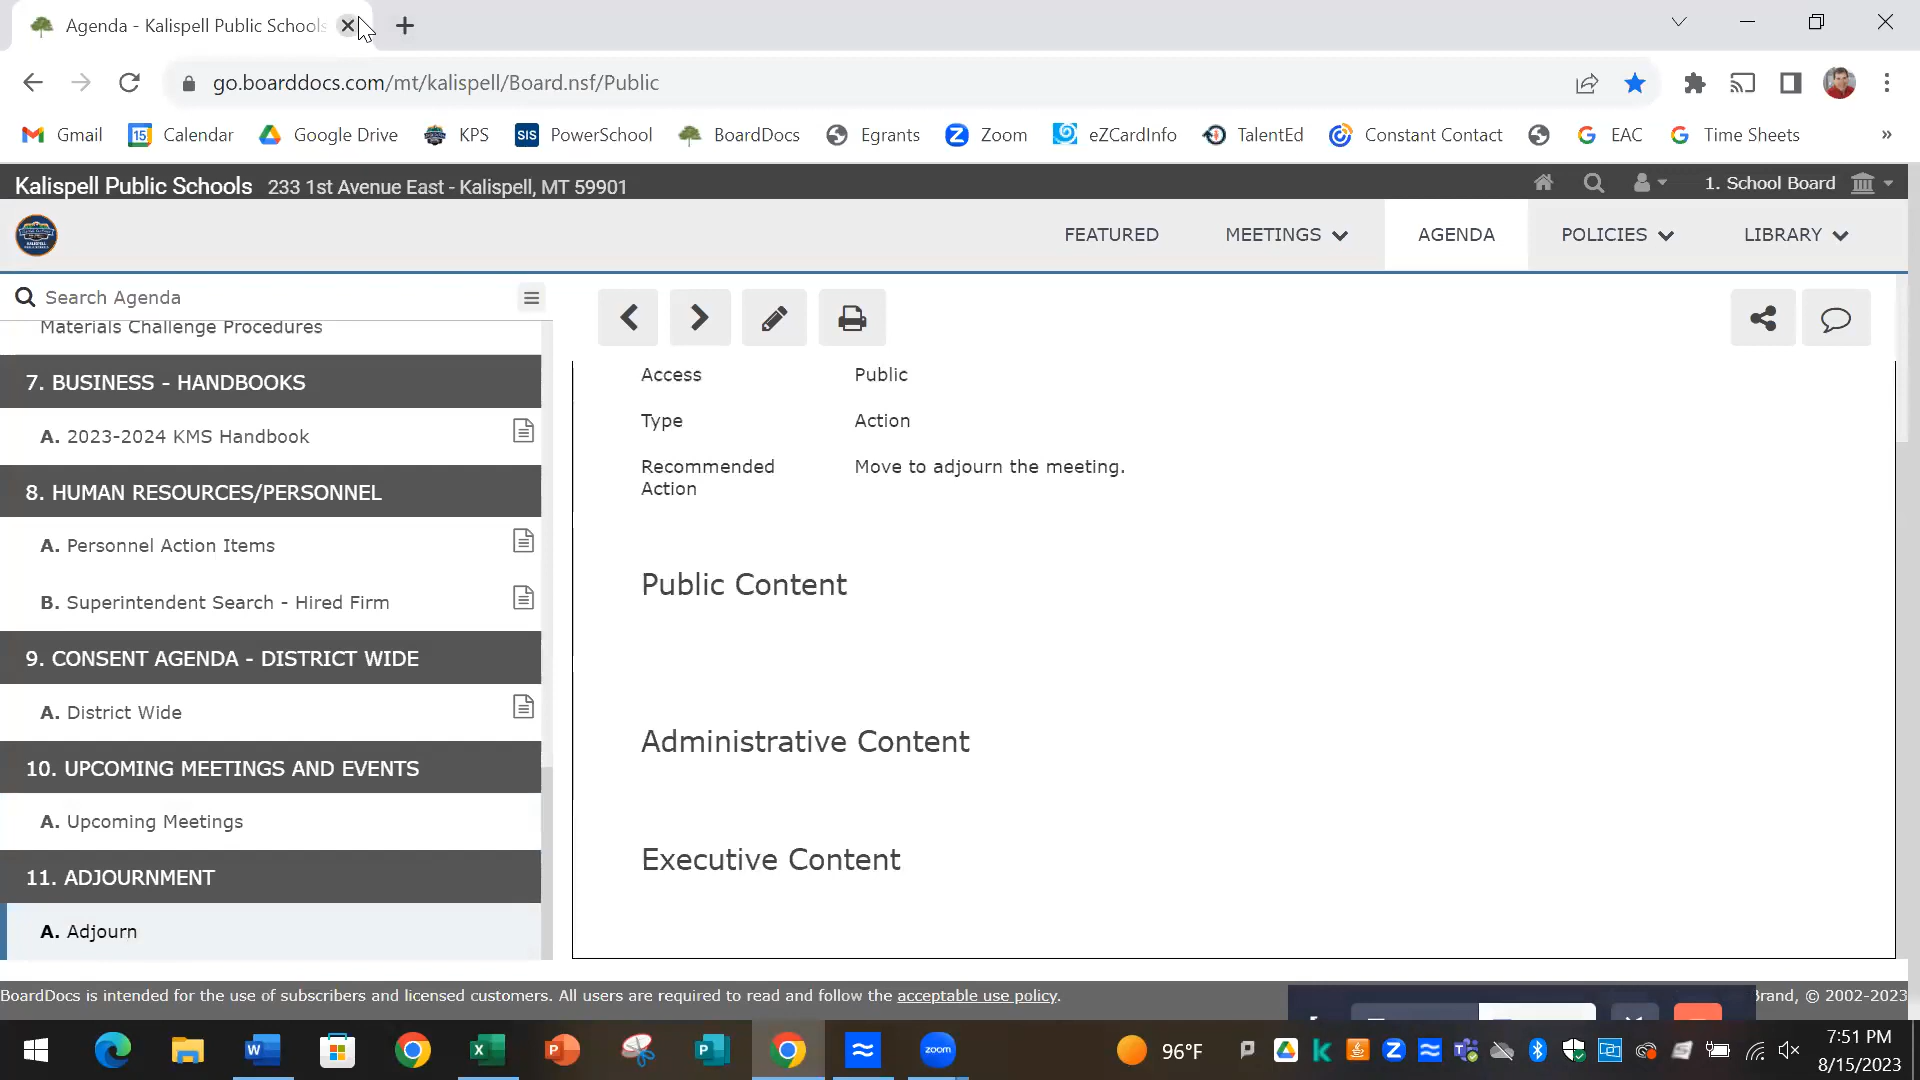 Agenda - Kalispell Public Schools
go.boarddocs.com/mt/kalispell/Board.nsf/Public
Gmail
15 Calendar
Google Drive
KPS
SIS PowerSchool
BoardDocs
Egrants
Zoom
eZCardInfo
TalentEd
Constant Contact
EAC
Time Sheets
»
Kalispell Public Schools 233 1st Avenue East - Kalispell, MT 59901
1. School Board
FEATURED
MEETINGS
AGENDA
POLICIES
LIBRARY
Search Agenda
Materials Challenge Procedures
7. BUSINESS - HANDBOOKS
A. 2023-2024 KMS Handbook
8. HUMAN RESOURCES/PERSONNEL
A. Personnel Action Items
B. Superintendent Search - Hired Firm
9. CONSENT AGENDA - DISTRICT WIDE
A. District Wide
10. UPCOMING MEETINGS AND EVENTS
A. Upcoming Meetings
11. ADJOURNMENT
A. Adjourn
Access Public
Type Action
Recommended Move to adjourn the meeting.
Action
Public Content
Administrative Content
Executive Content
BoardDocs is intended for the use of subscribers and licensed customers. All users are required to read and follow the acceptable use policy.
Brand, © 2002-2023
zoom
96°F
7:51 PM
8/15/2023